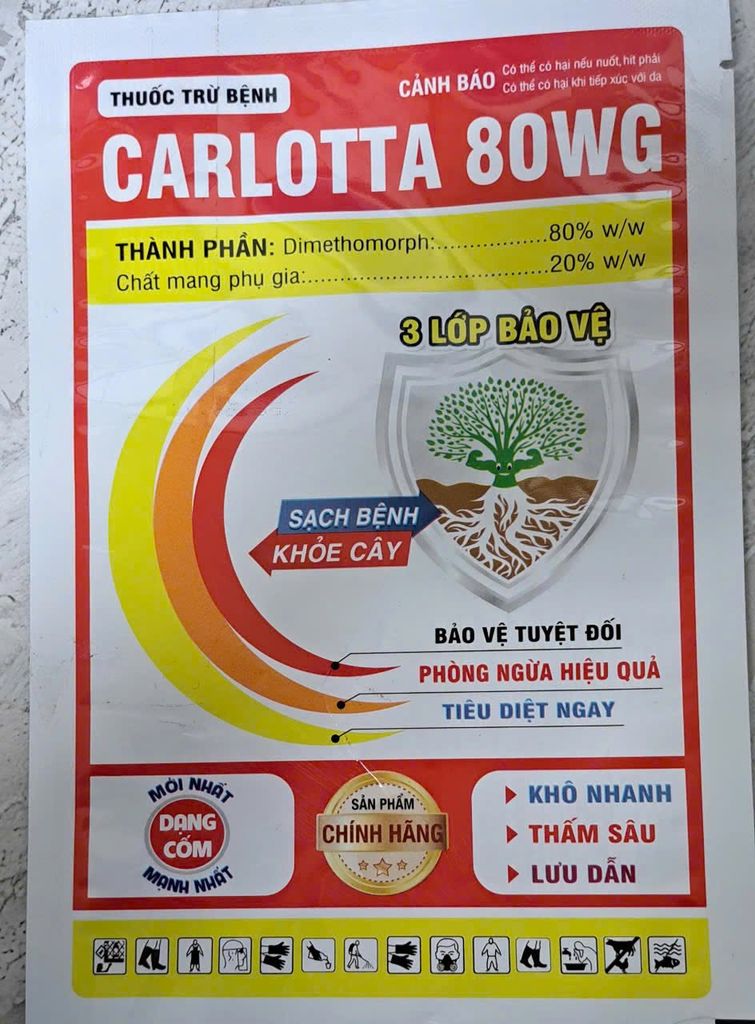 THUỐC TRỪ BỆNH
CẢNH BÁO
Có thể có hại nếu nuốt, hít phải
Có thể có hại khi tiếp xúc với da
CARLOTTA 80WG
THÀNH PHẦN: Dimethomorph:..................80% w/w
Chất mang phụ gia:...................................20% w/w
3 LỚP BẢO VỆ
SẠCH BỆNH
KHỎE CÂY
BẢO VỆ TUYỆT ĐỐI
PHÒNG NGỪA HIỆU QUẢ
TIÊU DIỆT NGAY
MỚI NHẤT
DẠNG
CỐM
MẠNH NHẤT
SẢN PHẨM
CHÍNH HÃNG
KHÔ NHANH
THẤM SÂU
LƯU DẪN